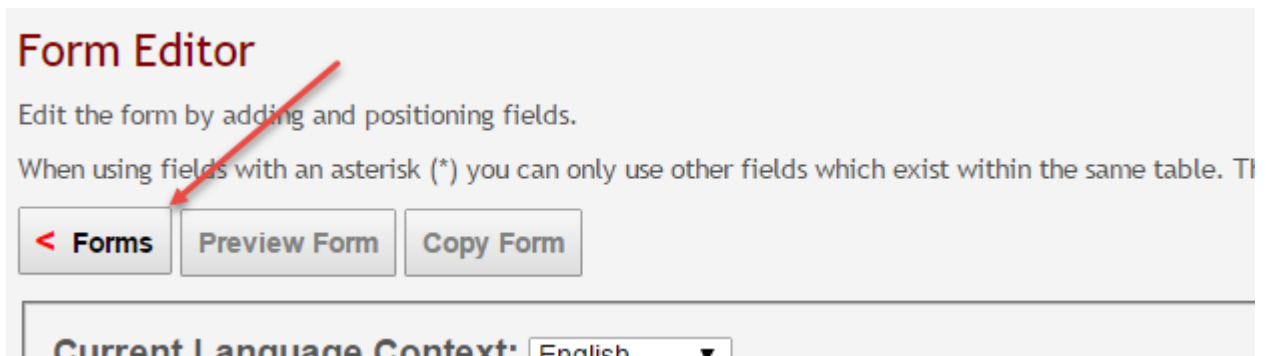 Form Editor
Edit the form by adding and positioning fields.
When using fields with an asterisk (*) you can only use other fields which exist within the same table.
< Forms Preview Form Copy Form
Current Language Context: English